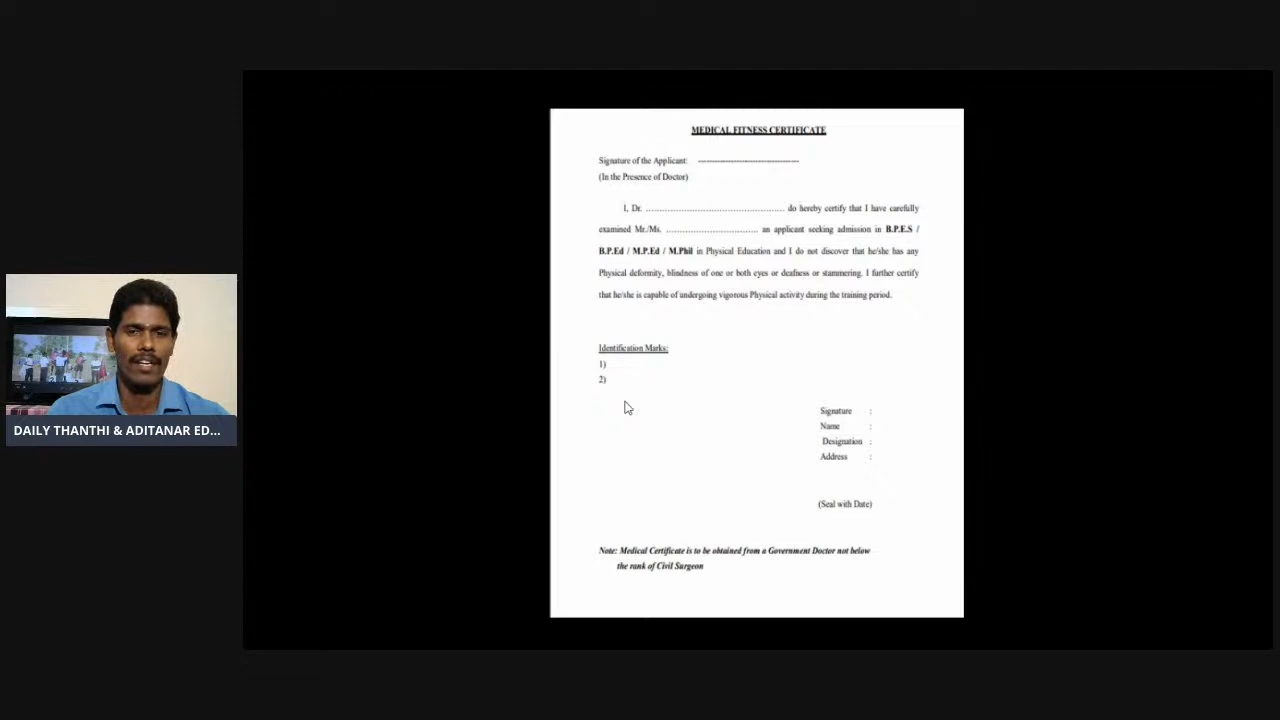 MEDICAL FITNESS CERTIFICATE
Signature of the Applicant: ------------------------------------
(In the Presence of Doctor)
I, Dr. .................................................... do hereby certify that I have carefully
examined Mr./Ms. .................................. an applicant seeking admission in B.P.E.S /
B.P.Ed / M.P.Ed / M.Phil in Physical Education and I do not discover that he/she has any
Physical deformity, blindness of one or both eyes or deafness or stammering. I further certify
that he/she is capable of undergoing vigorous Physical activity during the training period.
Identification Marks:
1)
2)
Signature :
Name :
Designation :
Address :
(Seal with Date)
Note: Medical Certificate is to be obtained from a Government Doctor not below
the rank of Civil Surgeon
DAILY THANTHI & ADITANAR ED...